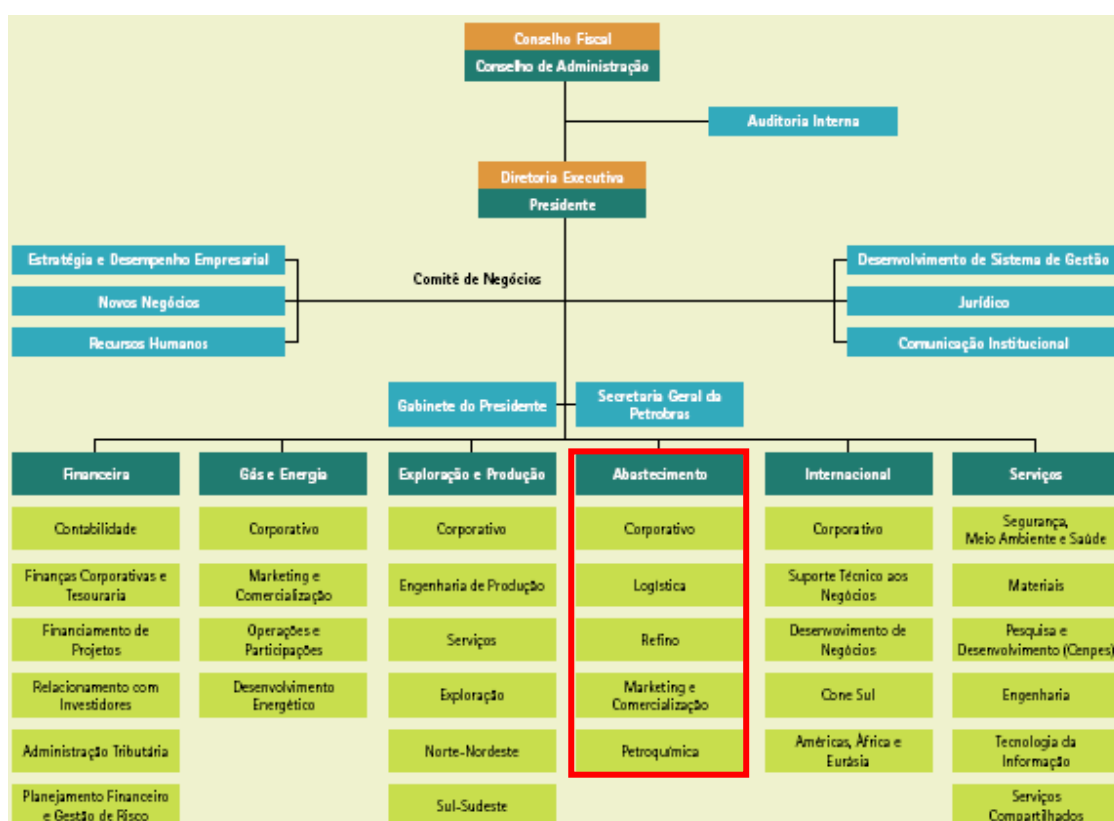 Conselho Fiscal
Conselho de Administração
Auditoria Interna
Diretoria Executiva
Presidente
Estratégia e Desempenho Empresarial
Novos Negócios
Recursos Humanos
Comitê de Negócios
Desenvolvimento de Sistema de Gestão
Jurídico
Comunicação Institucional
Gabinete do Presidente
Secretaria Geral da
Petrobras
Financeira
Contabilidade
Finanças Corporativas e
Tesouraria
Financiamento de
Projetos
Relacionamento com
Investidores
Administração Tributária
Planejamento Financeiro
e Gestão de Risco
Gás e Energia
Corporativo
Marketing e
Comercialização
Operações e
Participações
Desenvolvimento
Energético
Exploração e Produção
Corporativo
Engenharia de Produção
Serviços
Exploração
Norte-Nordeste
Sul-Sudeste
Abastecimento
Corporativo
Logística
Refino
Marketing e
Comercialização
Petroquímica
Internacional
Corporativo
Suporte Técnico aos
Negócios
Desenvovimento de
Negócios
Cone Sul
Américas, África e
Eurásia
Serviços
Segurança,
Meio Ambiente e Saúde
Materiais
Pesquisa e
Desenvolvimento (Cenpes)
Engenharia
Tecnologia da
Informação
Serviços
Compartilhados